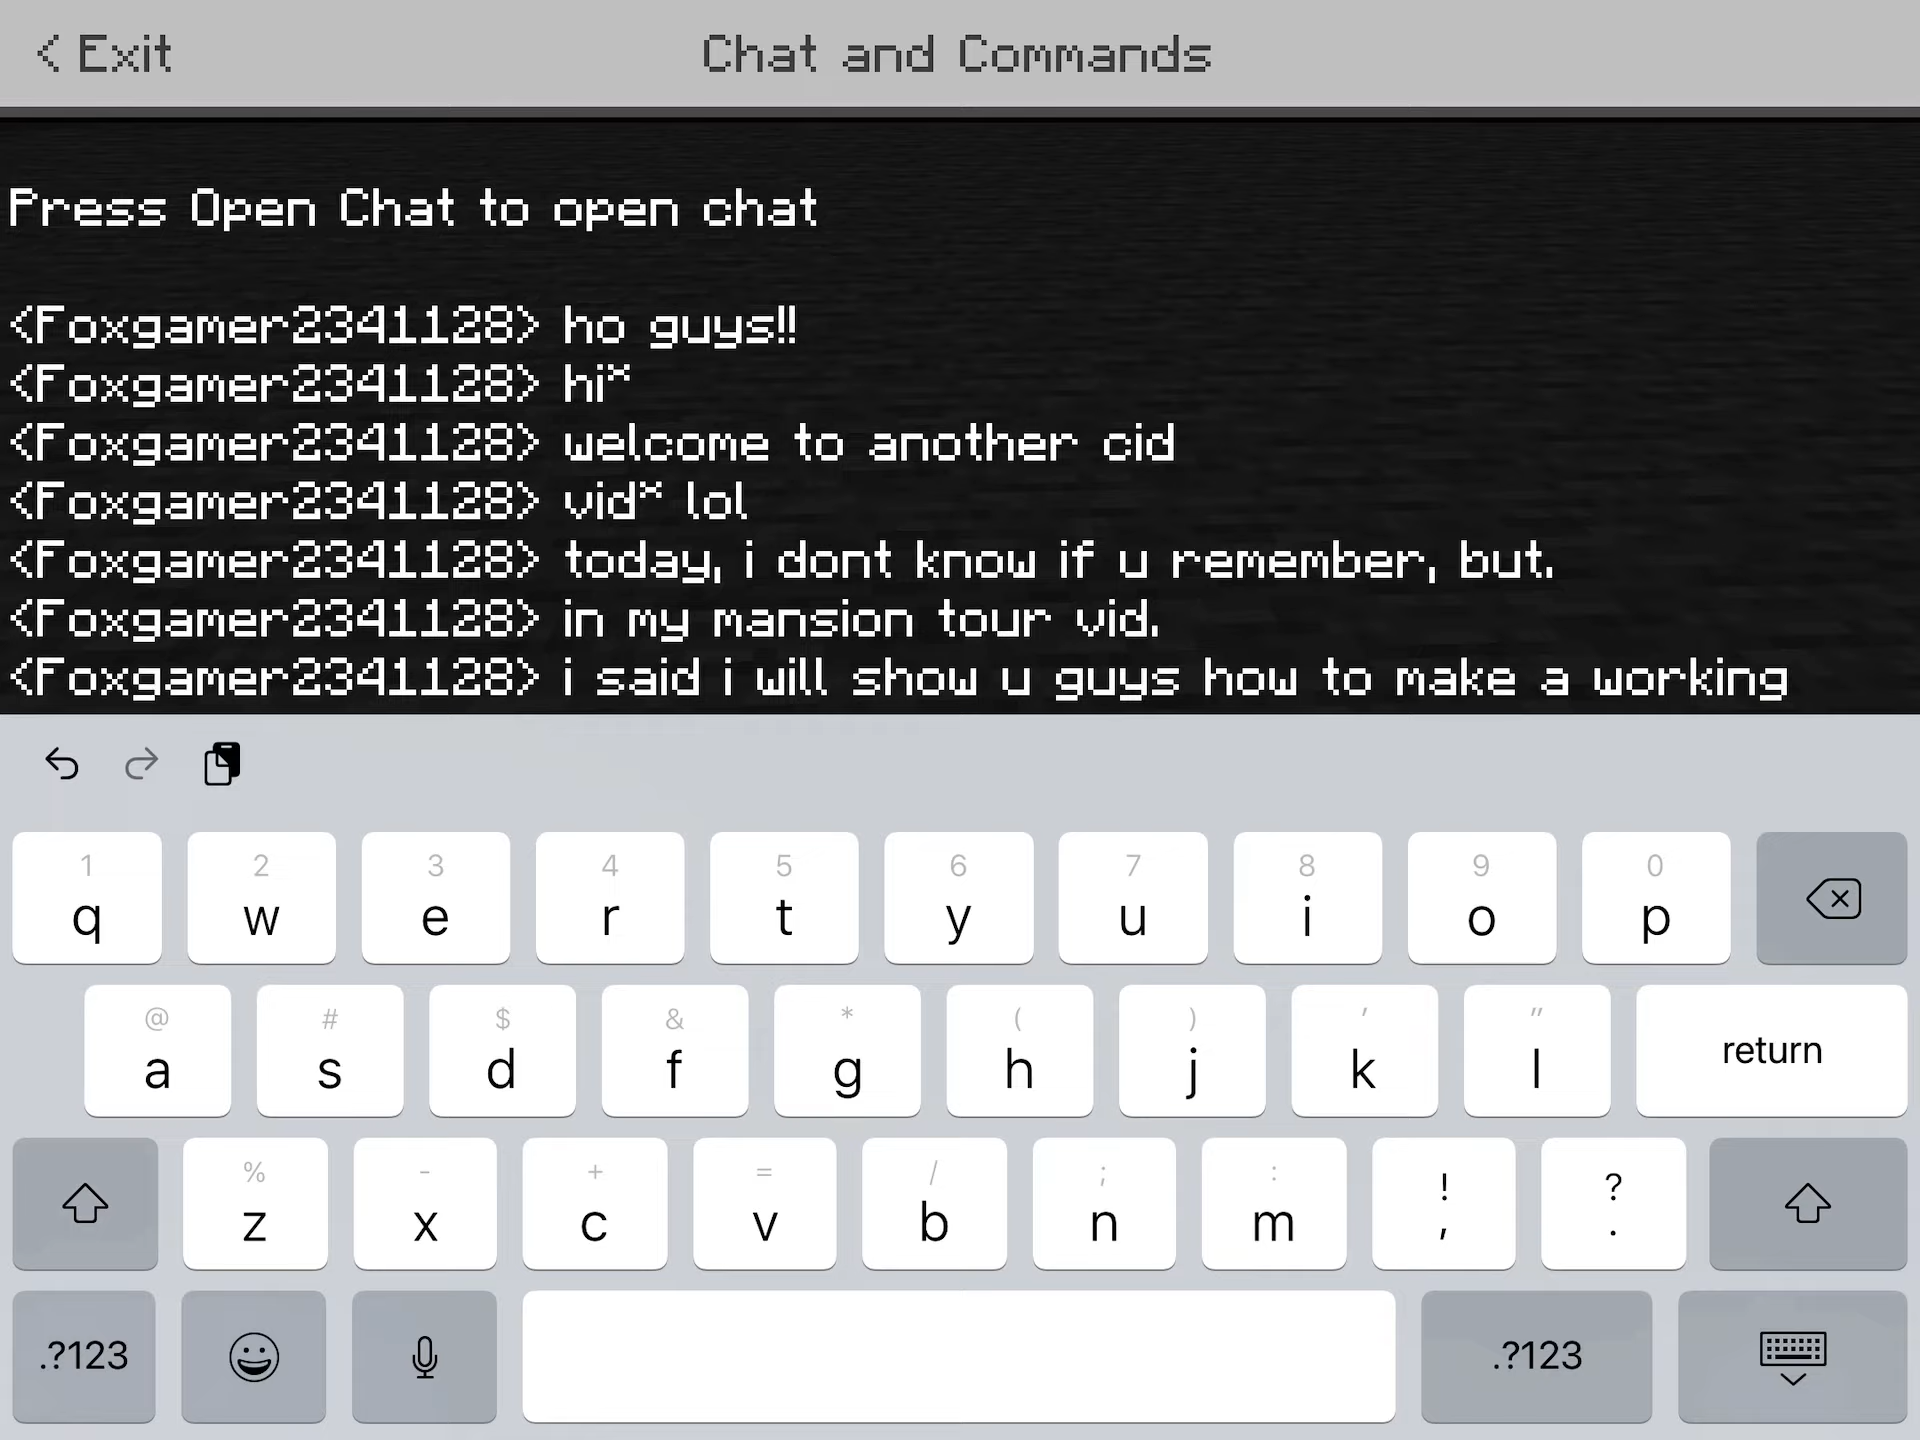 < Exit
Chat and Commands
Press Open Chat to open chat
<Foxgamer2341128> ho guys!!
<Foxgamer2341128> hi*
<Foxgamer2341128> welcome to another cid
<Foxgamer2341128> vid* lol
<Foxgamer2341128> today, i dont know if u remember, but.
<Foxgamer2341128> in my mansion tour vid.
<Foxgamer2341128> i said i will show u guys how to make a working
1 2 3 4 5 6 7 8 9 0
q w e r t y u i o p
@ # $ & * ( ) ' "
a s d f g h j k l return
% - + = / ; : ! ?
z x c v b n m , .
.?123 .?123